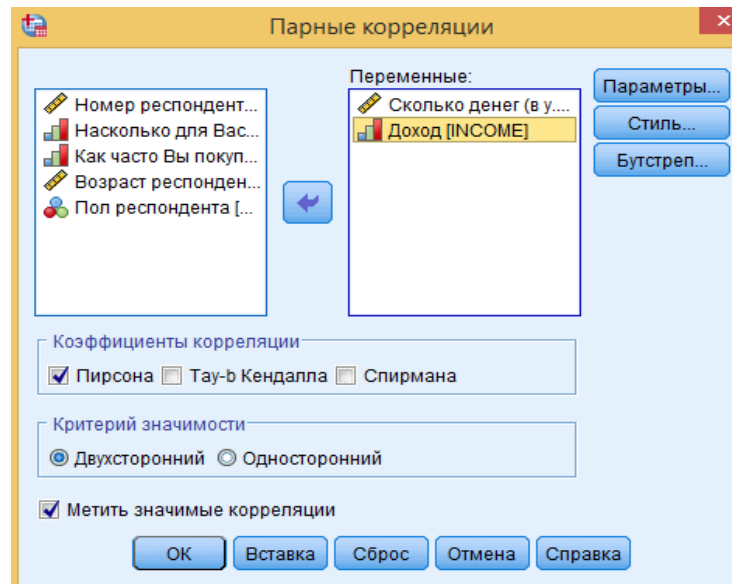 Парные корреляции
Номер респондент...
Насколько для Вас...
Как часто Вы покуп...
Возраст респонден...
Пол респондента [...
Переменные:
Сколько денег (в у....
Доход [INCOME]
Параметры...
Стиль...
Бутстреп...
Коэффициенты корреляции
Пирсона Тау-b Кендалла Спирмана
Критерий значимости
Двухсторонний Односторонний
Метить значимые корреляции
ОК Вставка Сброс Отмена Справка